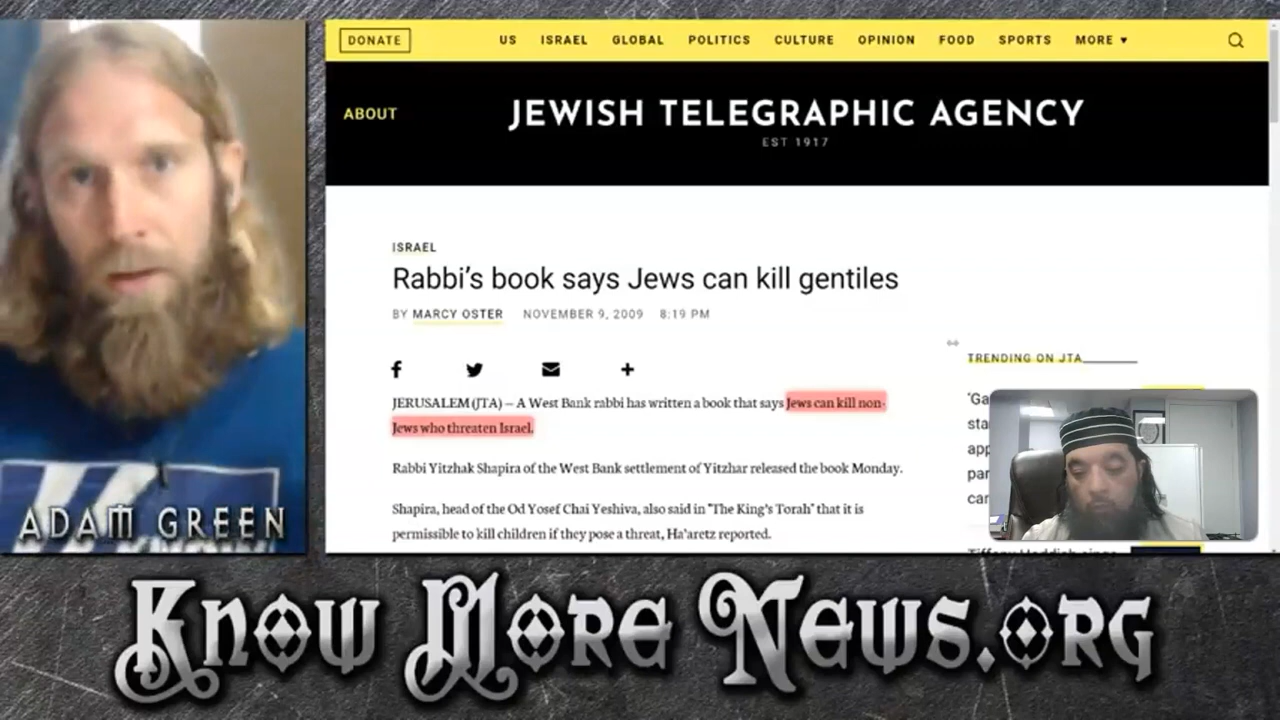 DONATE
US ISRAEL GLOBAL POLITICS CULTURE OPINION FOOD SPORTS MORE ▼
ABOUT
JEWISH TELEGRAPHIC AGENCY
EST 1917
ISRAEL
Rabbi's book says Jews can kill gentiles
BY MARCY OSTER NOVEMBER 9, 2009 8:19 PM
JERUSALEM (JTA) – A West Bank rabbi has written a book that says Jews can kill non-
Jews who threaten Israel.
Rabbi Yitzhak Shapira of the West Bank settlement of Yitzhar released the book Monday.
Shapira, head of the Od Yosef Chai Yeshiva, also said in "The King's Torah" that it is
permissible to kill children if they pose a threat, Ha'aretz reported.
TRENDING ON JTA
'Ga
sta
app
par
car
ADAM GREEN
Know More News.org